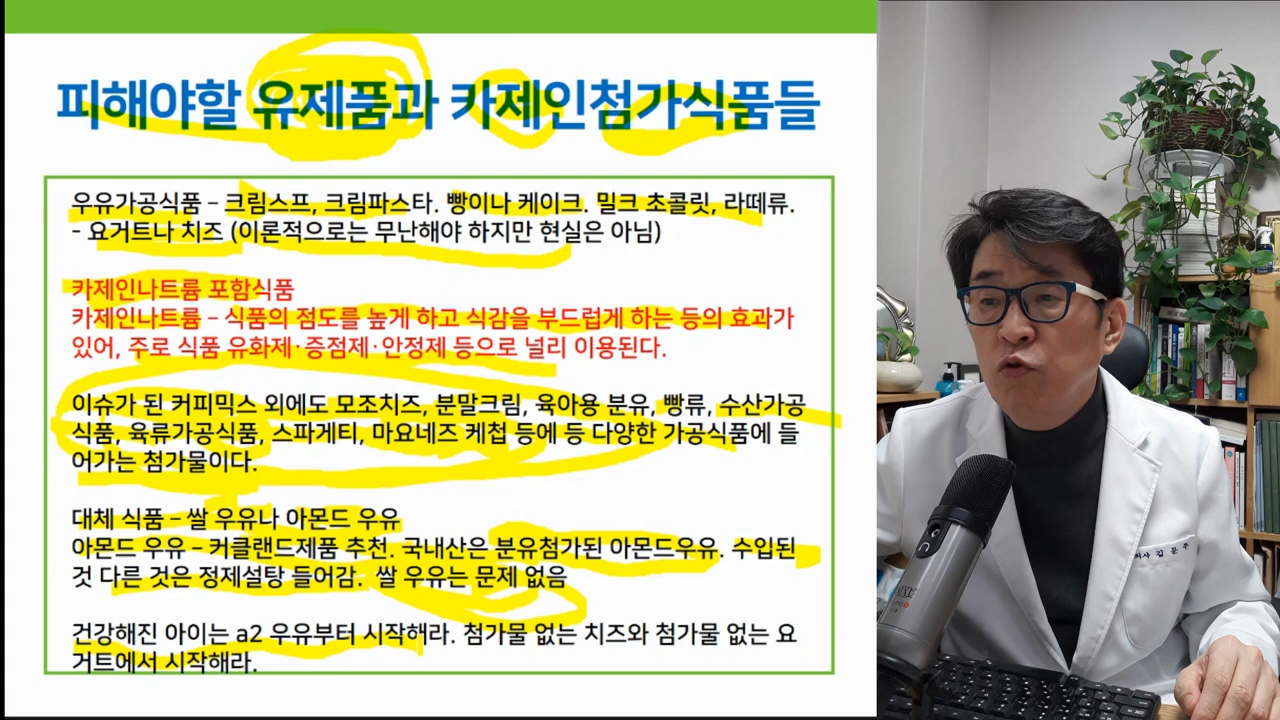 피해야할 유제품과 카제인첨가식품들
우유가공식품 – 크림스프, 크림파스타. 빵이나 케이크. 밀크 초콜릿, 라떼류.
- 요거트나 치즈 (이론적으로는 무난해야 하지만 현실은 아님)
카제인나트륨 포함식품
카제인나트륨 – 식품의 점도를 높게 하고 식감을 부드럽게 하는 등의 효과가
있어, 주로 식품 유화제·증점제·안정제 등으로 널리 이용된다.
이슈가 된 커피믹스 외에도 모조치즈, 분말크림, 육아용 분유, 빵류, 수산가공
식품, 육류가공식품, 스파게티, 마요네즈 케첩 등에 등 다양한 가공식품에 들
어가는 첨가물이다.
대체 식품 – 쌀 우유나 아몬드 우유
아몬드 우유 – 커클랜드제품 추천. 국내산은 분유첨가된 아몬드우유. 수입된
것 다른 것은 정제설탕 들어감. 쌀 우유는 문제 없음
건강해진 아이는 a2 우유부터 시작해라. 첨가물 없는 치즈와 첨가물 없는 요
거트에서 시작해라.